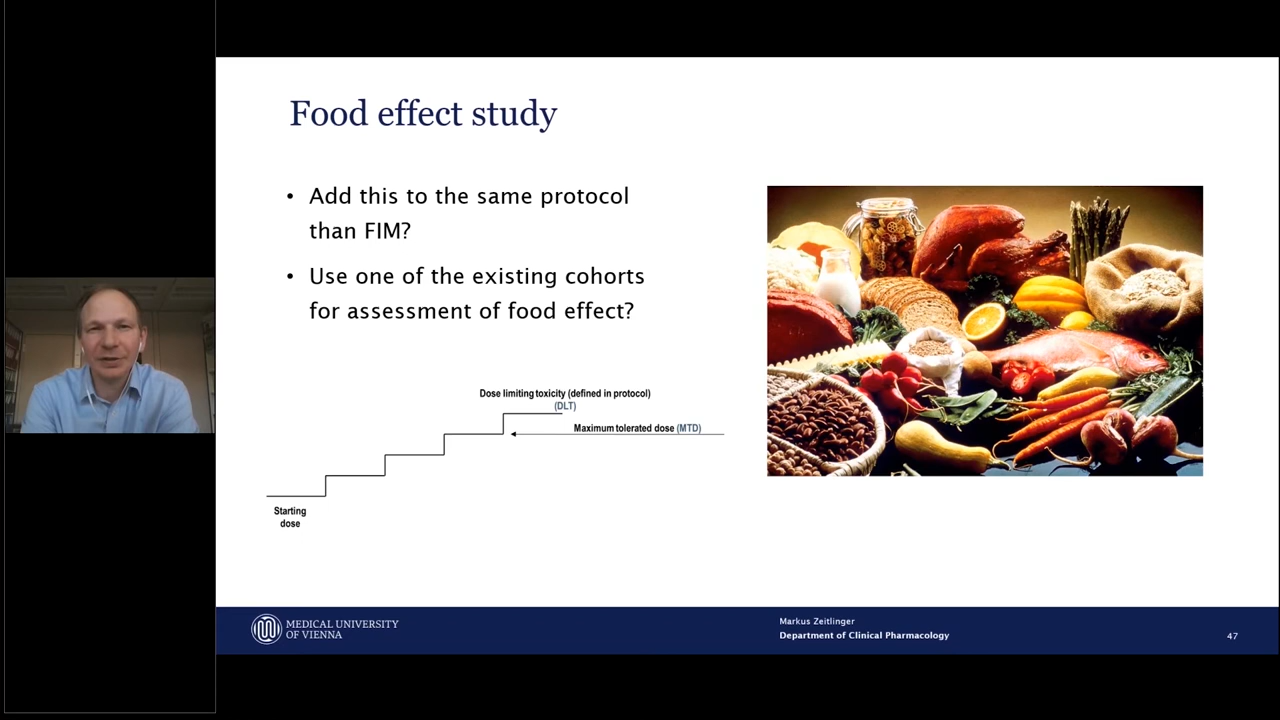 Food effect study
• Add this to the same protocol
than FIM?
• Use one of the existing cohorts
for assessment of food effect?
Dose limiting toxicity (defined in protocol)
(DLT)
Maximum tolerated dose (MTD)
Starting
dose
MEDICAL UNIVERSITY
OF VIENNA
Markus Zeitlinger
Department of Clinical Pharmacology
47